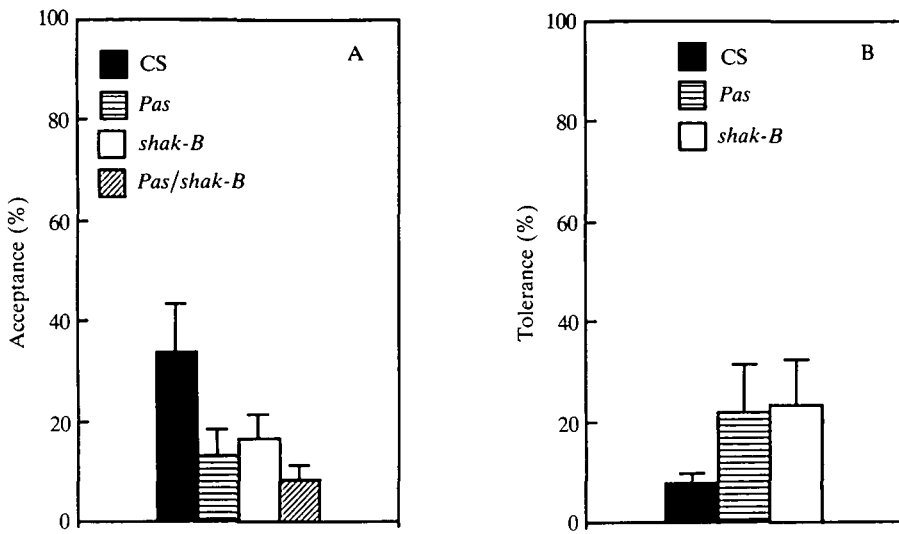 100
80
60
40
20
0
Acceptance (%)
A
CS
Pas
shak-B
Pas/shak-B
100
80
60
40
20
0
Tolerance (%)
B
CS
Pas
shak-B